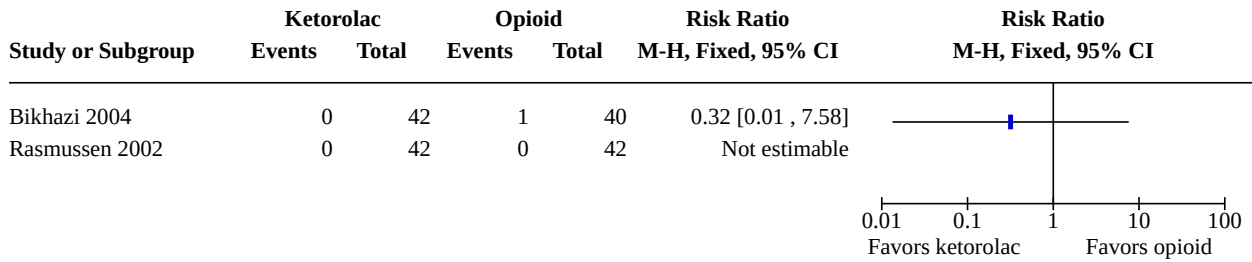 Ketorolac Opioid Risk Ratio Risk Ratio
Study or Subgroup Events Total Events Total M-H, Fixed, 95% CI M-H, Fixed, 95% CI
Bikhazi 2004 0 42 1 40 0.32 [0.01 , 7.58]
Rasmussen 2002 0 42 0 42 Not estimable
0.01 0.1 1 10 100
Favors ketorolac Favors opioid